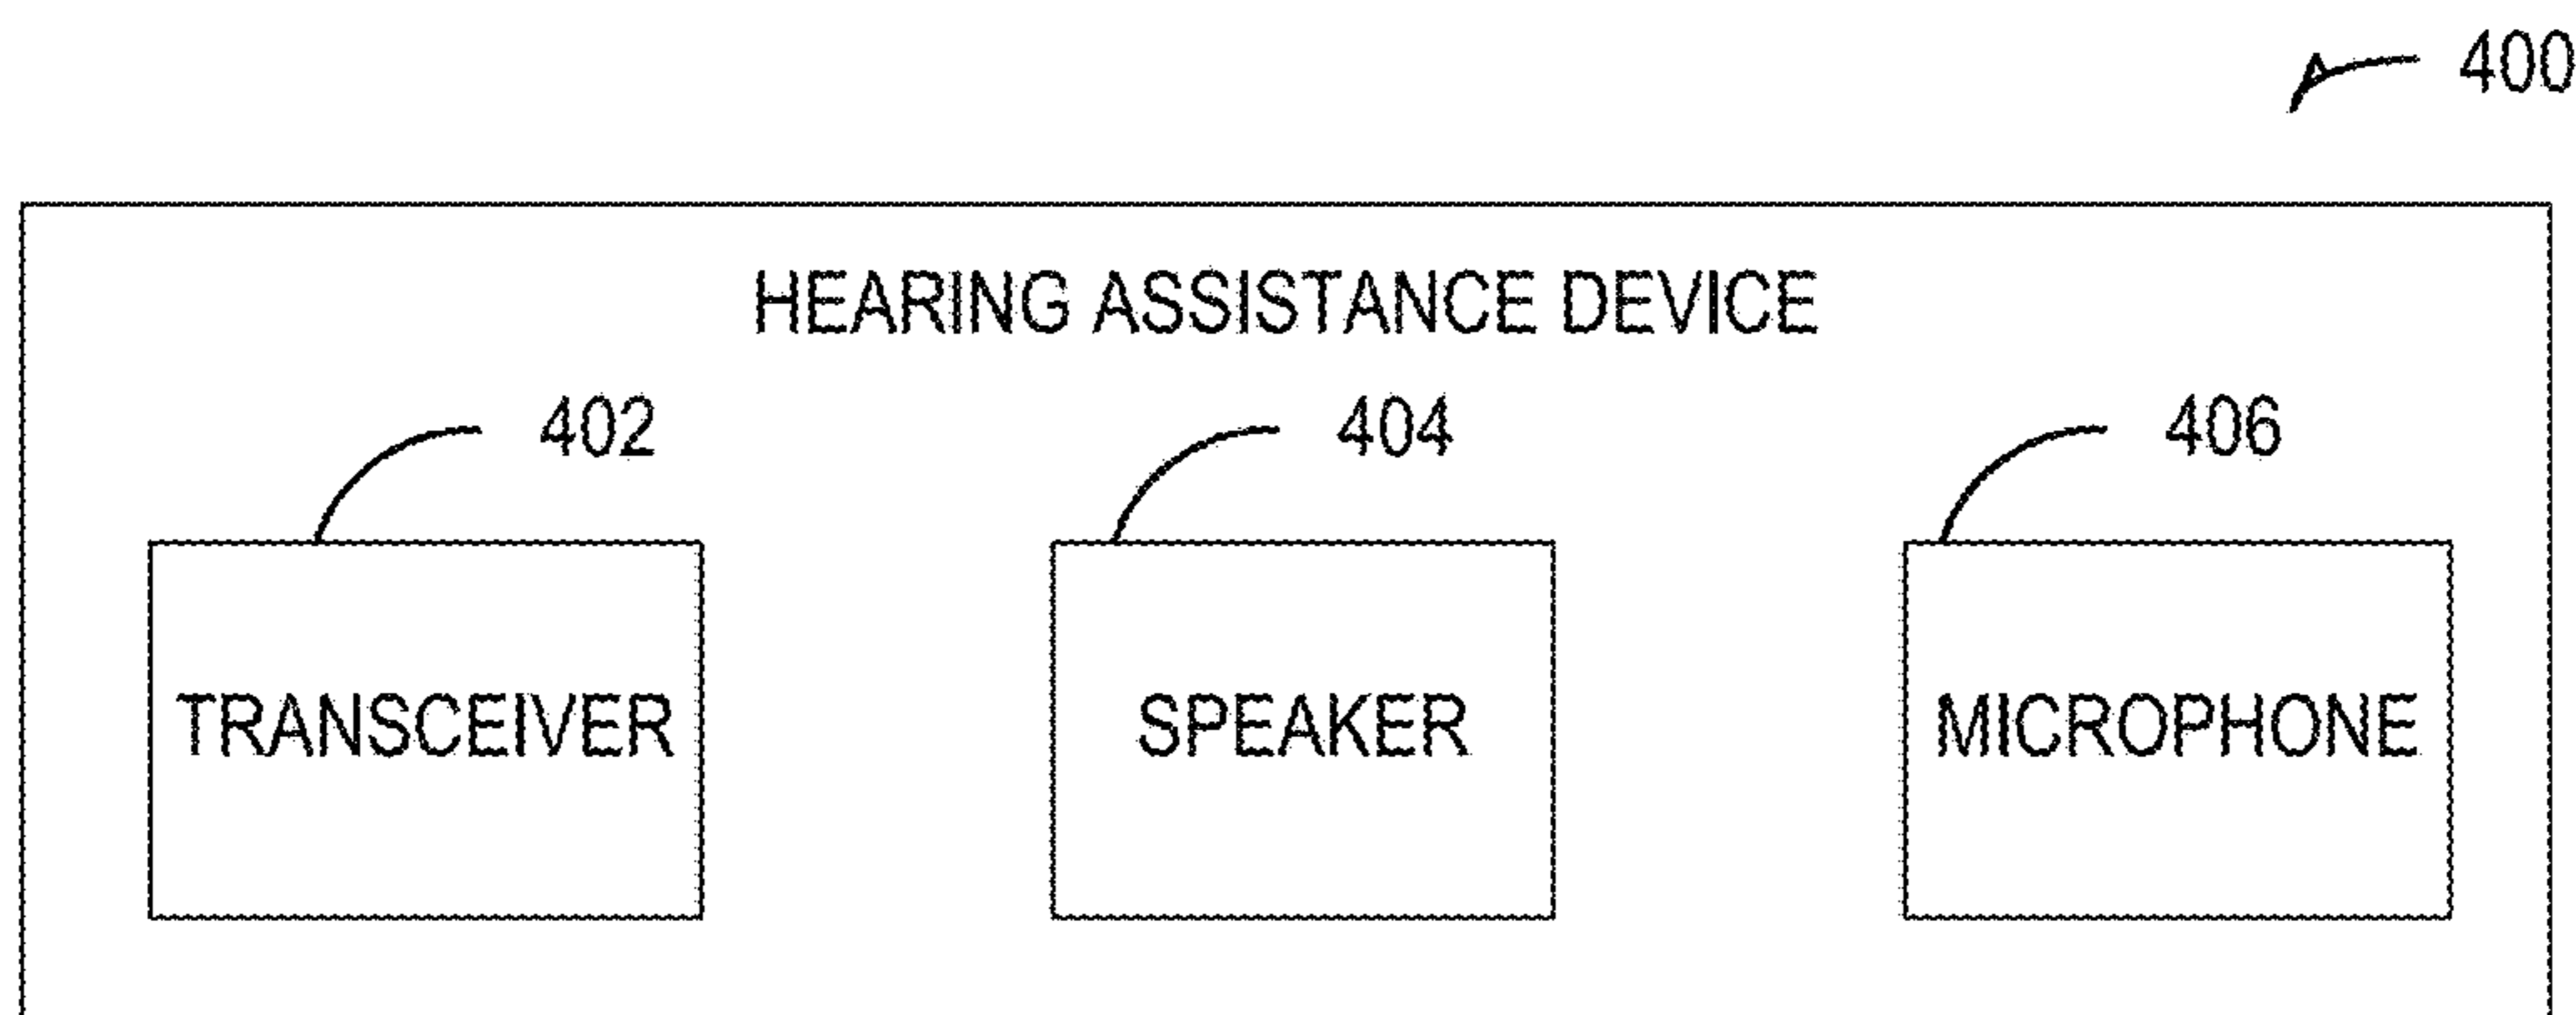 400
HEARING ASSISTANCE DEVICE
402 404 406
TRANSCEIVER SPEAKER MICROPHONE